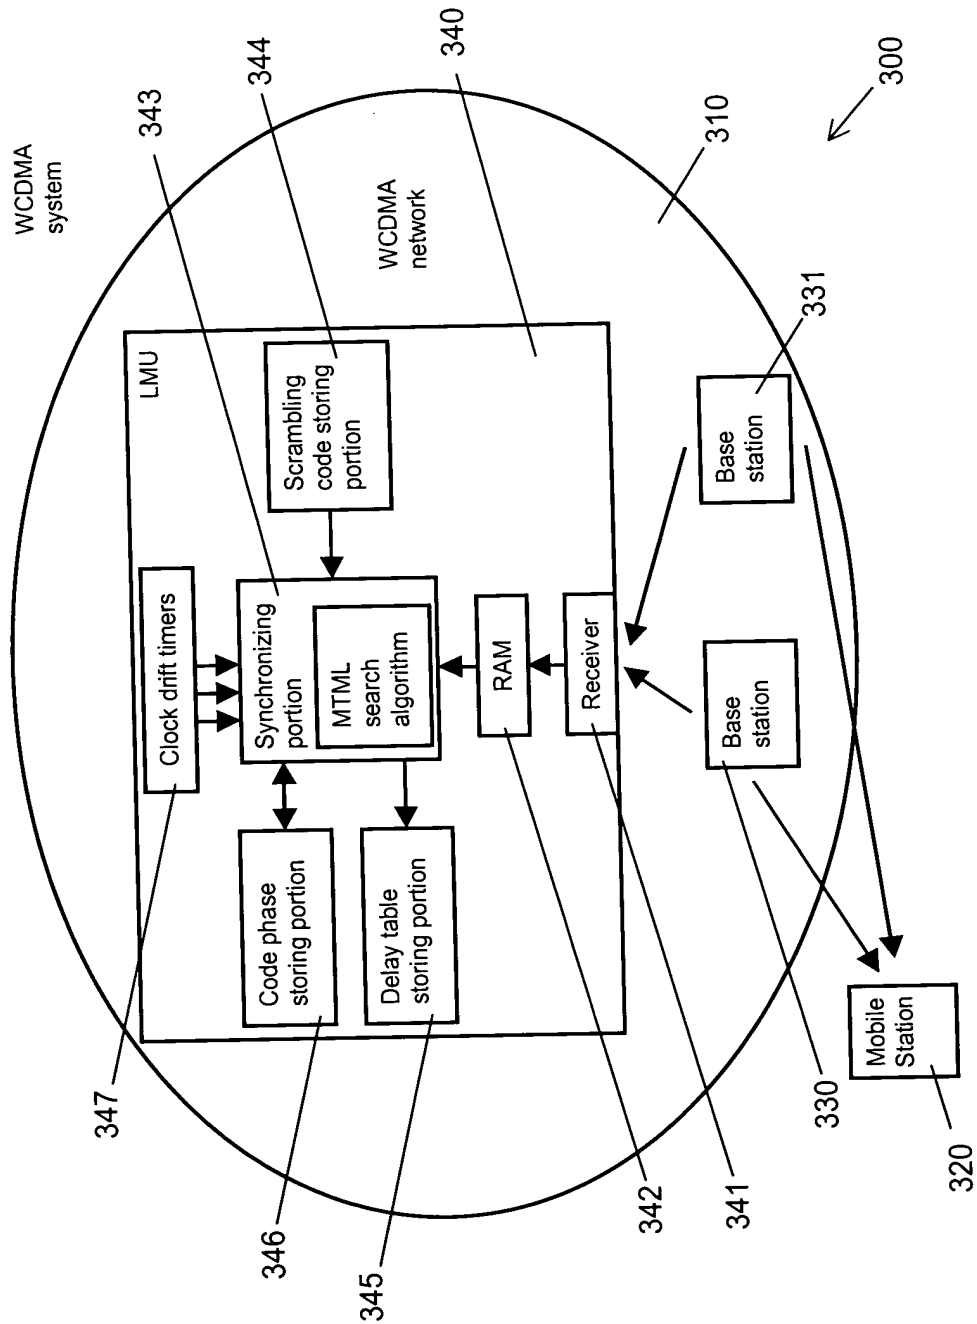 WCDMA
system
343
344
340
300
310
WCDMA
network
LMU
Scrambling
code storing
portion
331
Clock drift timers
Synchronizing
portion
MTML
search
algorithm
RAM
Receiver
Base
station
Base
station
Code phase
storing portion
Delay table
storing portion
Mobile
Station
347
346
345
342
341
330
320